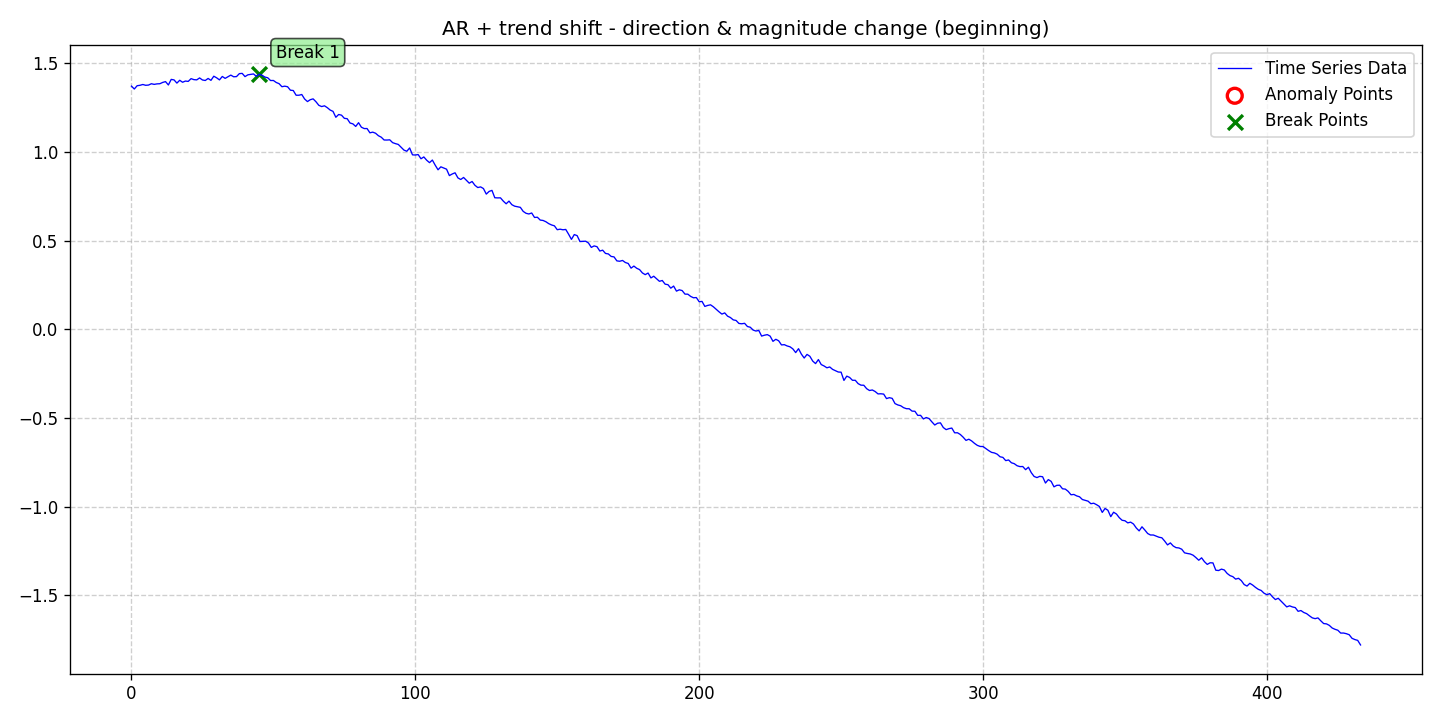 AR + trend shift - direction & magnitude change (beginning)
Break 1
Time Series Data
Anomaly Points
Break Points
1.5
1.0
0.5
0.0
−0.5
−1.0
−1.5
0
100
200
300
400